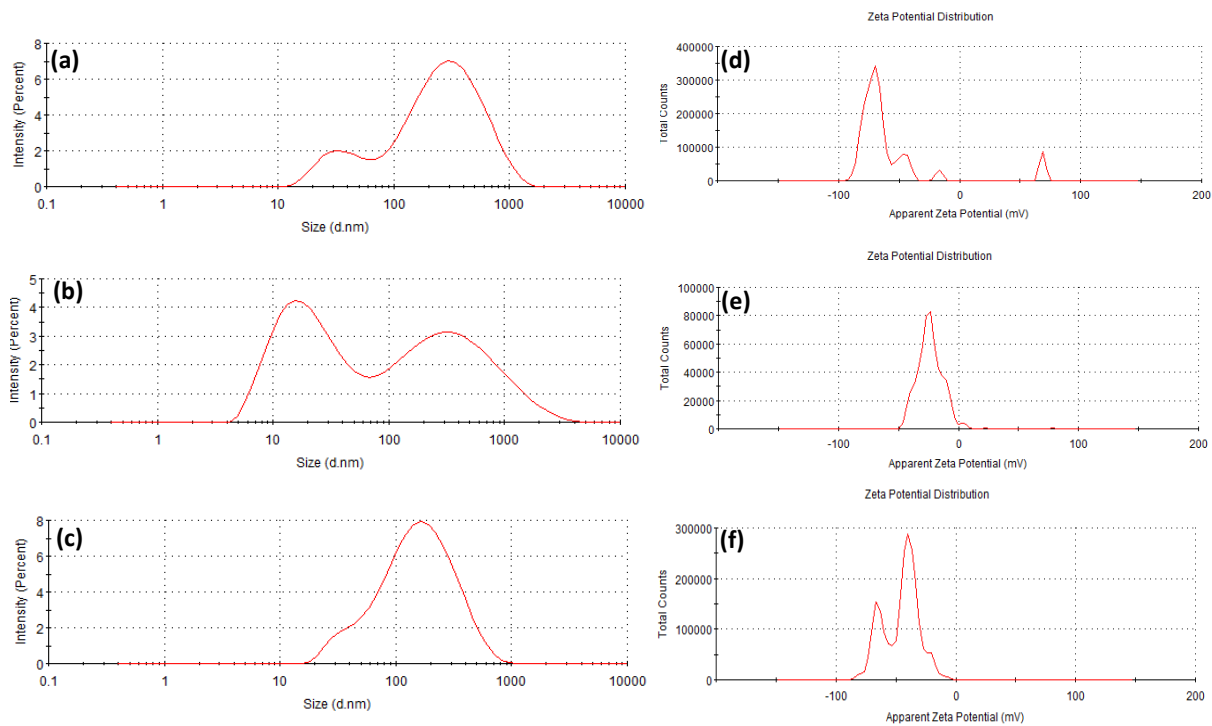 (a)
Intensity (Percent)
8
6
4
2
0
0.1 1 10 100 1000 10000
Size (d.nm)
Zeta Potential Distribution
(d)
Total Counts
400000
300000
200000
100000
0
-100 0 100 200
Apparent Zeta Potential (mV)
(b)
Intensity (Percent)
5
4
3
2
1
0
0.1 1 10 100 1000 10000
Size (d.nm)
Zeta Potential Distribution
(e)
Total Counts
100000
80000
60000
40000
20000
0
-100 0 100 200
Apparent Zeta Potential (mV)
(c)
Intensity (Percent)
8
6
4
2
0
0.1 1 10 100 1000 10000
Size (d.nm)
Zeta Potential Distribution
(f)
Total Counts
300000
200000
100000
0
-100 0 100 200
Apparent Zeta Potential (mV)